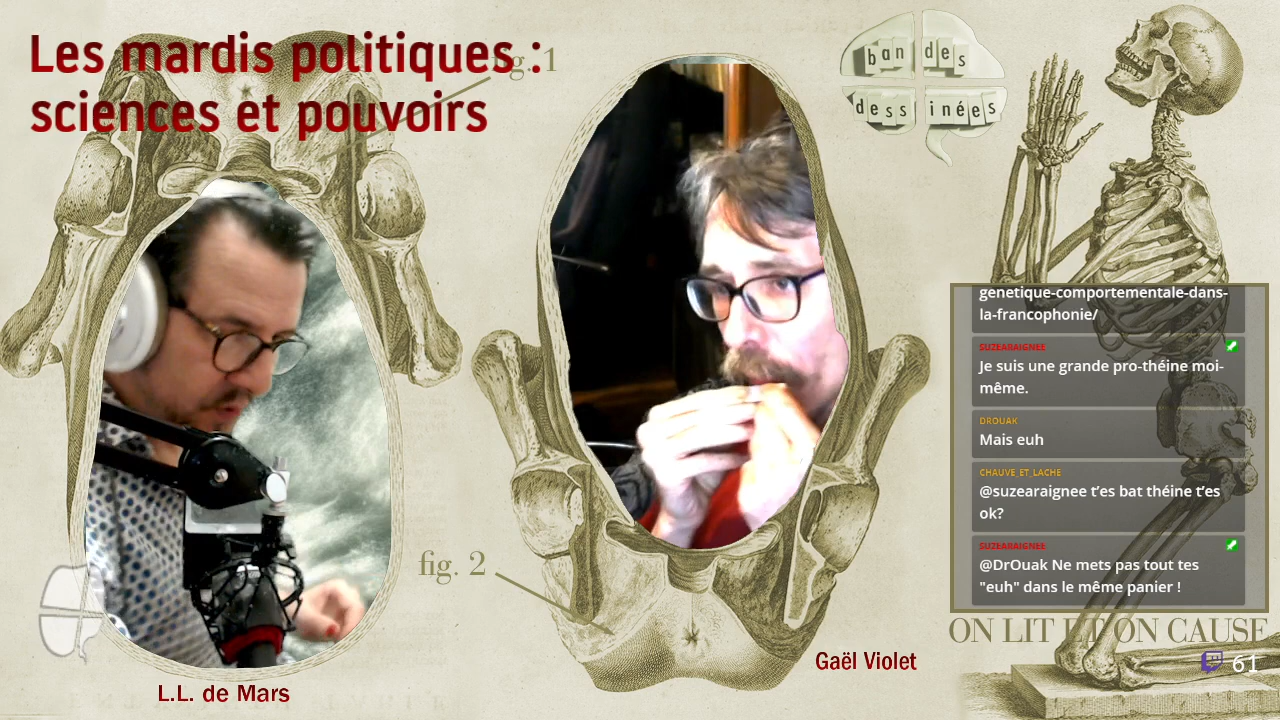 Les mardis politiques :
sciences et pouvoirs
fig. 1
ban des
dess inées
genetique-comportementale-dans-
la-francophonie/
SUZEARAIGNEE
Je suis une grande pro-théine moi-
même.
DROUAK
Mais euh
CHAUVE_ET_LACHE
@suzearaignee t'es bat théine t'es
ok?
SUZEARAIGNEE
@DrOuak Ne mets pas tout tes
"euh" dans le même panier !
fig. 2
ON LIT ET ON CAUSE
61
Gaël Violet
L.L. de Mars